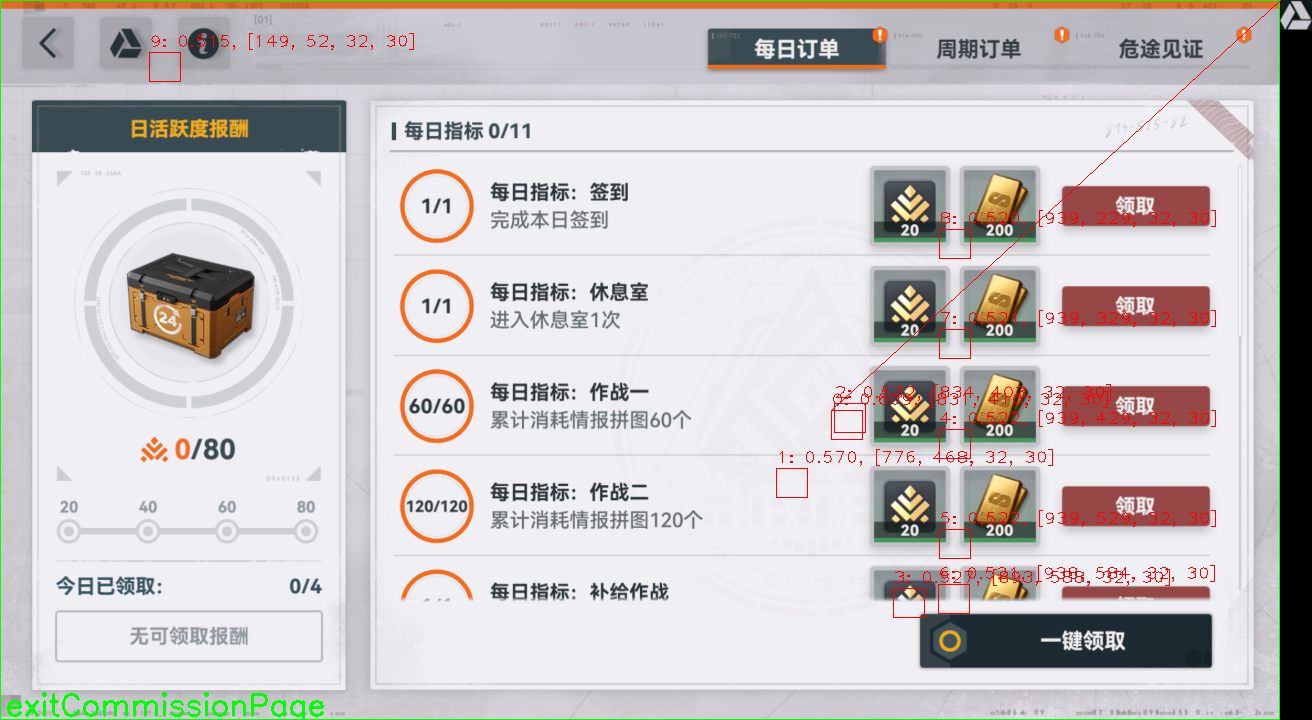 [01]
9: 0.515, [149, 52, 32, 30]
每日订单
周期订单
危途见证
日活跃度报酬
每日指标 0/11
1/1
每日指标：签到
完成本日签到
20
200
领取
8: 0.520, [939, 229, 32, 30]
1/1
每日指标：休息室
进入休息室1次
20
200
领取
7: 0.521, [939, 329, 32, 30]
60/60
每日指标：作战一
累计消耗情报拼图60个
20
200
领取
4: 0.522, [939, 429, 32, 30]
1: 0.570, [776, 468, 32, 30]
120/120
每日指标：作战二
累计消耗情报拼图120个
20
200
领取
5: 0.522, [939, 529, 32, 30]
每日指标：补给作战
6: 0.521, [938, 584, 32, 30]
3: 0.527, [893, 588, 32, 30]
24
0/80
20
40
60
80
今日已领取:
0/4
无可领取报酬
一键领取
exitCommissionPage